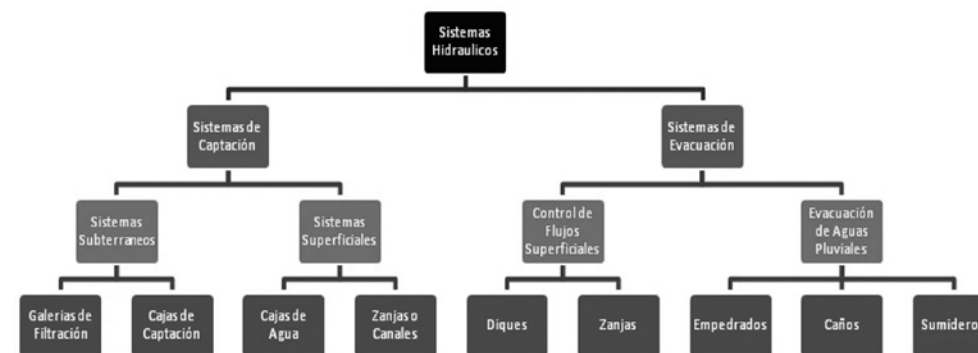 Sistemas
Hidraulicos
Sistemas de
Captación
Sistemas de
Evacuación
Sistemas
Subterraneos
Sistemas
Superficiales
Control de
Flujos
Superficiales
Evacuación
de Aguas
Pluviales
Galerias de
Filtración
Cajas de
Captación
Cajas de
Agua
Zanjas o
Canales
Diques
Zanjas
Empedrados
Caños
Sumidero